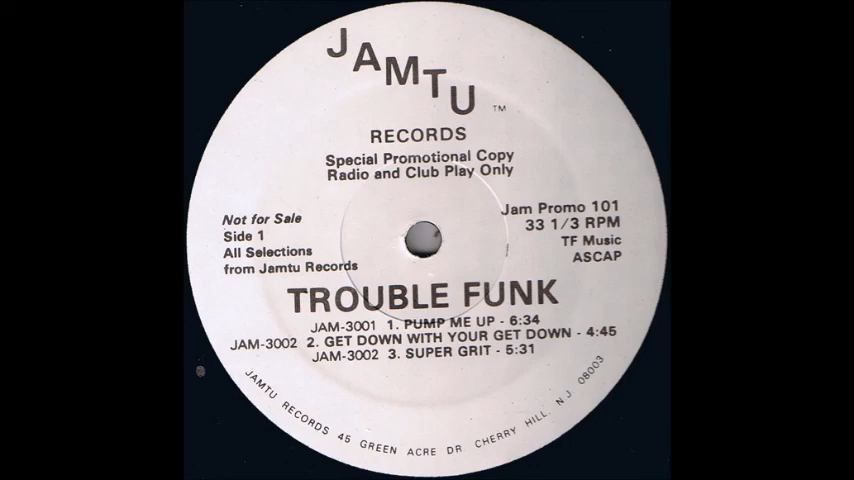 JAMTU ™
RECORDS
Special Promotional Copy
Radio and Club Play Only
Not for Sale
Side 1
All Selections
from Jamtu Records
Jam Promo 101
33 1/3 RPM
TF Music
ASCAP
TROUBLE FUNK
JAM-3001 1. PUMP ME UP - 6:34
JAM-3002 2. GET DOWN WITH YOUR GET DOWN - 4:45
JAM-3002 3. SUPER GRIT - 5:31
JAMTU RECORDS 45 GREEN ACRE DR. CHERRY HILL, NJ 08003